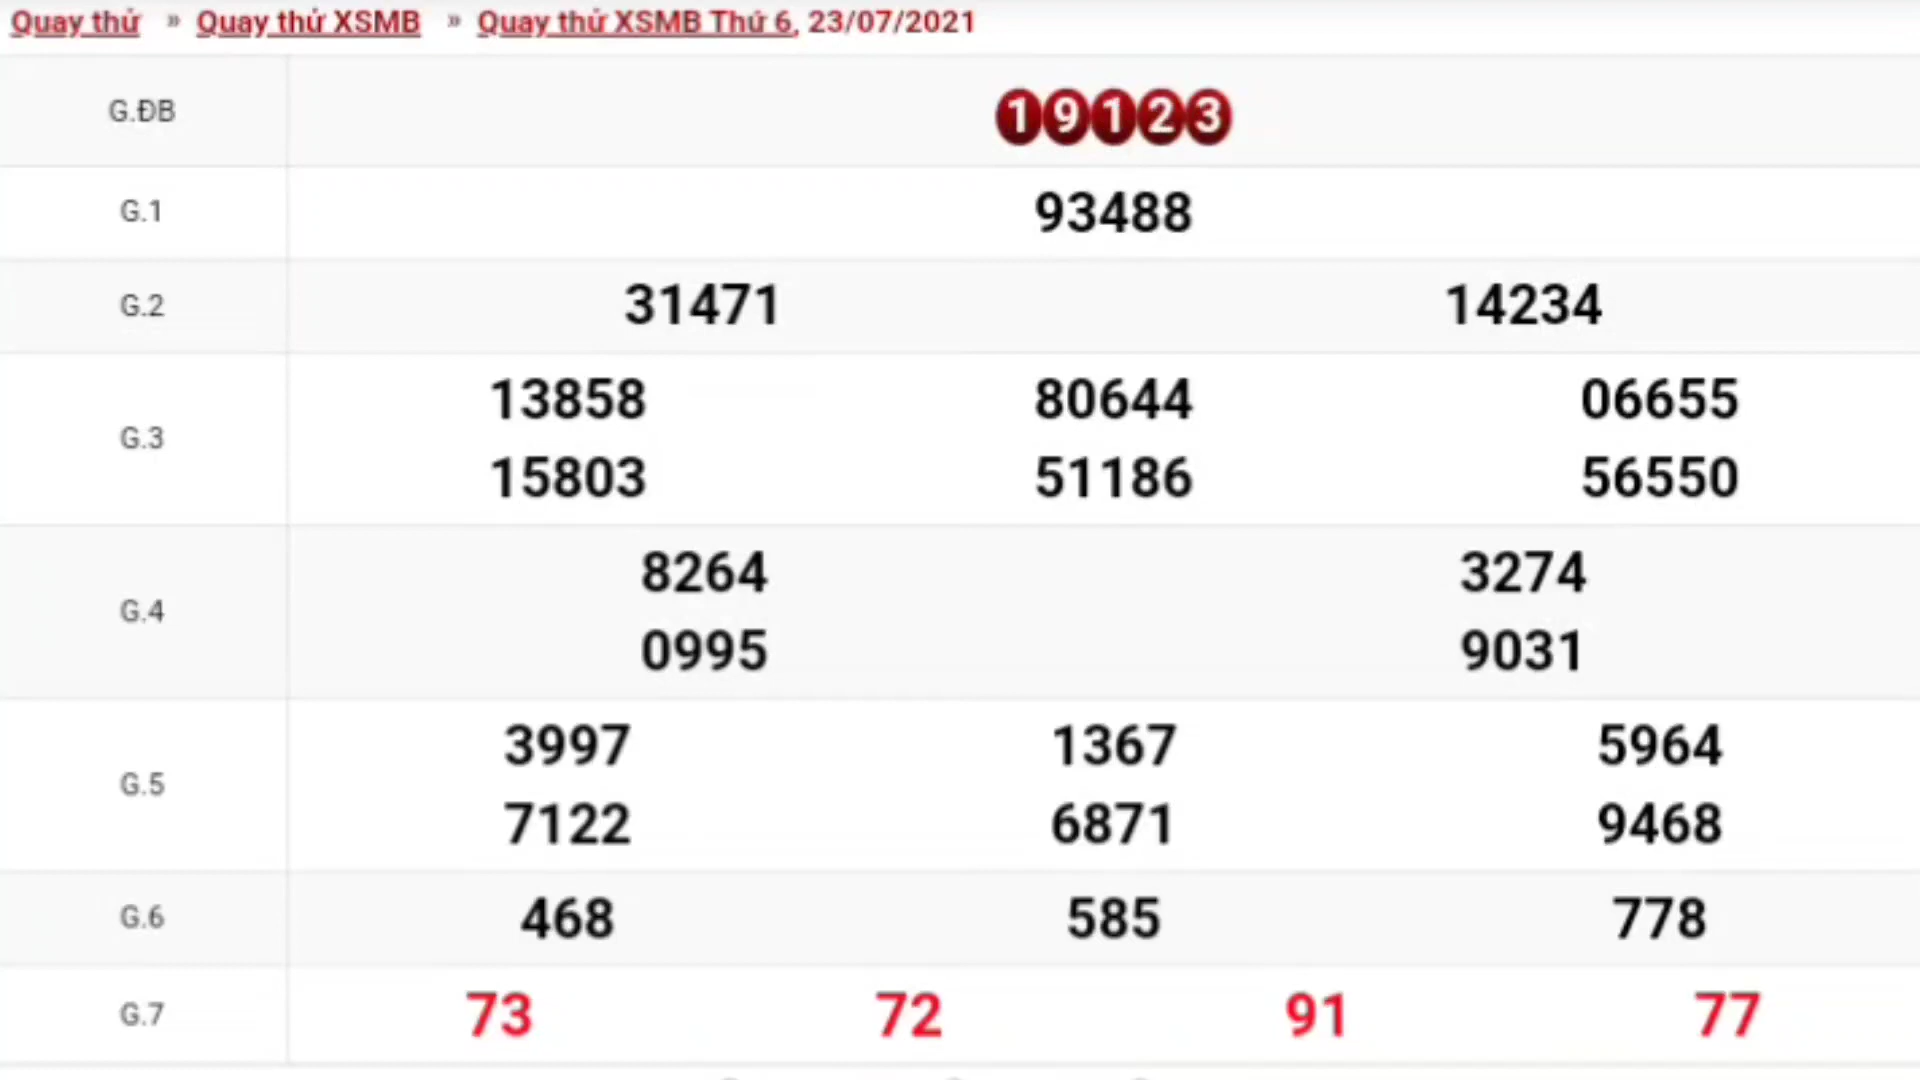 Quay thử » Quay thử XSMB » Quay thử XSMB Thứ 6, 23/07/2021
G.ĐB 19123
G.1 93488
G.2 31471 14234
G.3 13858 80644 06655
15803 51186 56550
G.4 8264 3274
0995 9031
G.5 3997 1367 5964
7122 6871 9468
G.6 468 585 778
G.7 73 72 91 77